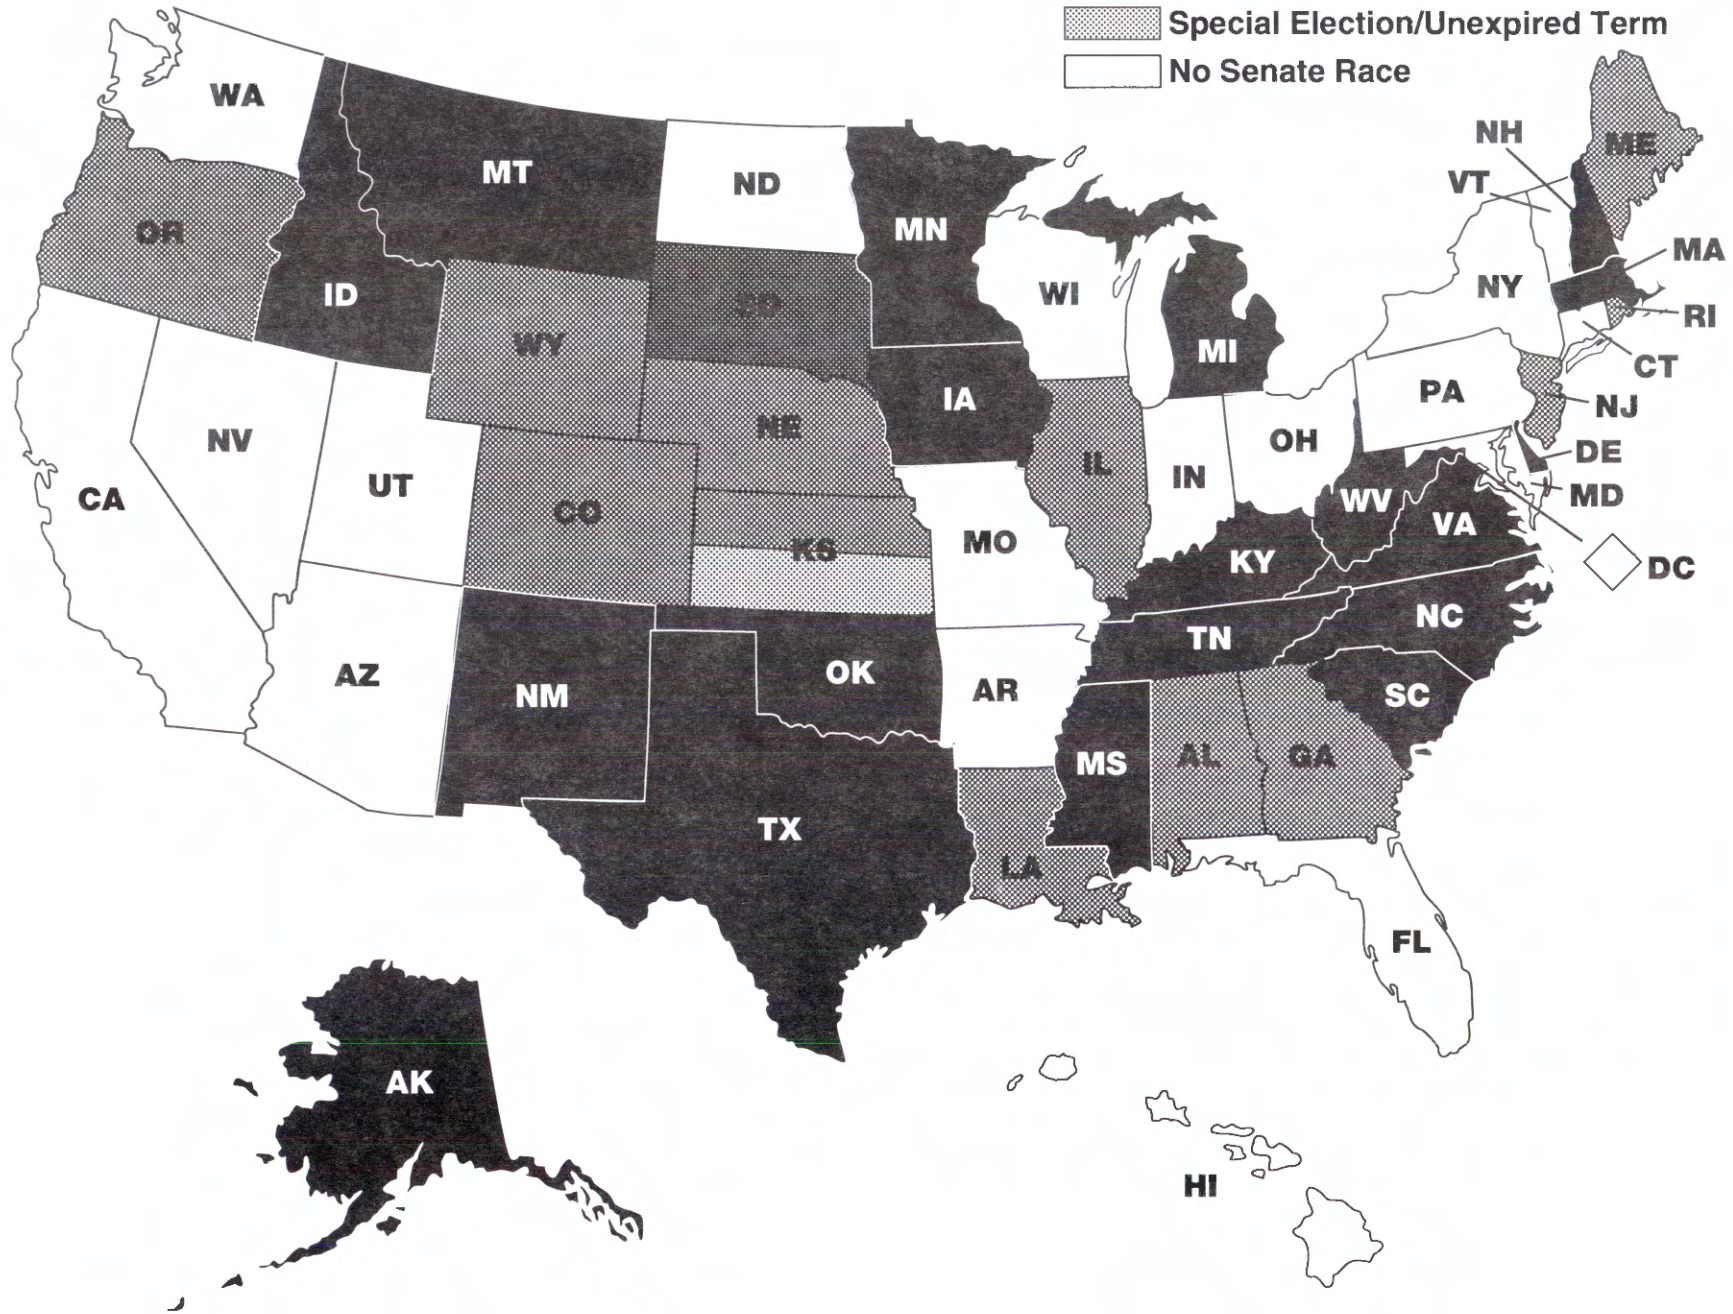 Special Election/Unexpired Term
No Senate Race
WA
MT
ND
MN
OR
ID
WY
SD
WI
MI
IA
NE
NV
UT
CO
CA
KS
IL
IN
OH
MO
KY
WV
VA
PA
NY
NH
VT
ME
MA
RI
CT
NJ
DE
MD
DC
NC
TN
SC
AZ
NM
OK
AR
TX
MS
AL
GA
LA
FL
AK
HI